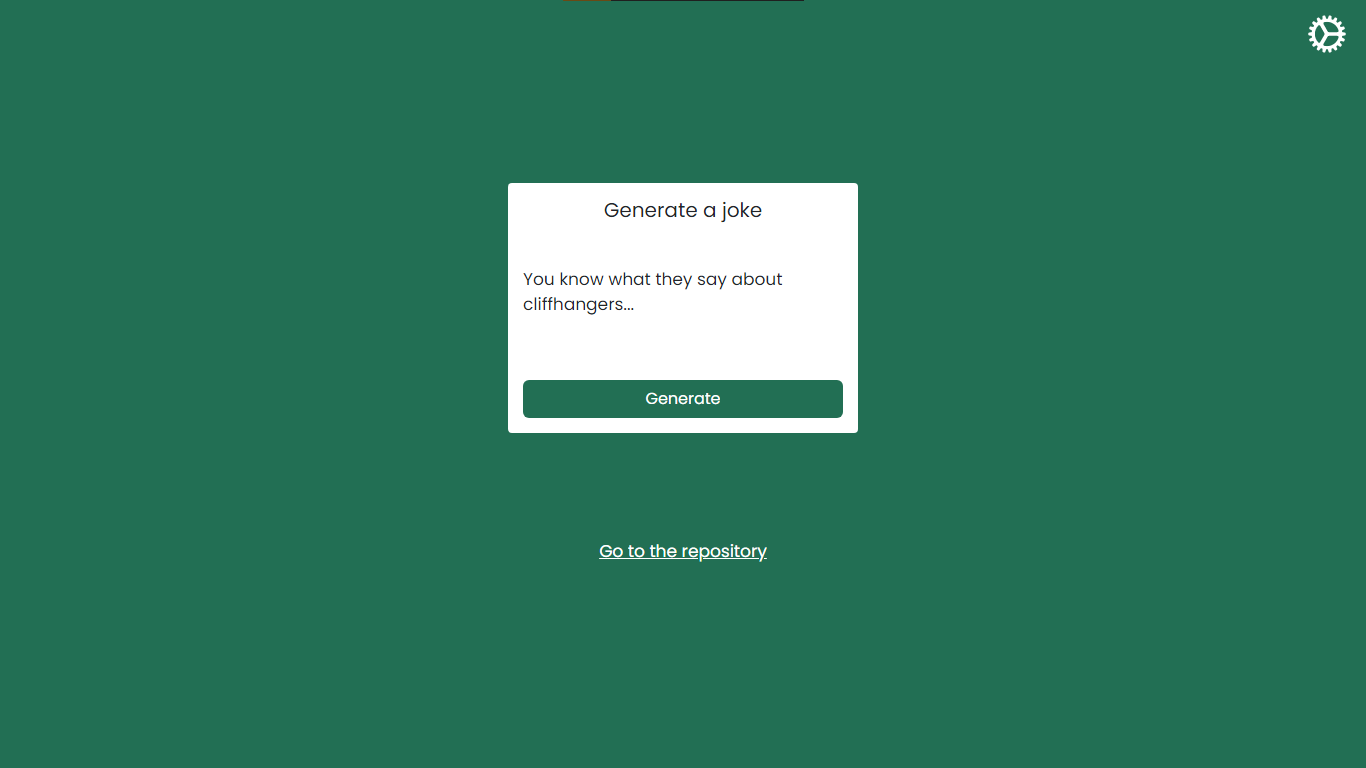 Generate a joke
You know what they say about
cliffhangers...
Generate
Go to the repository